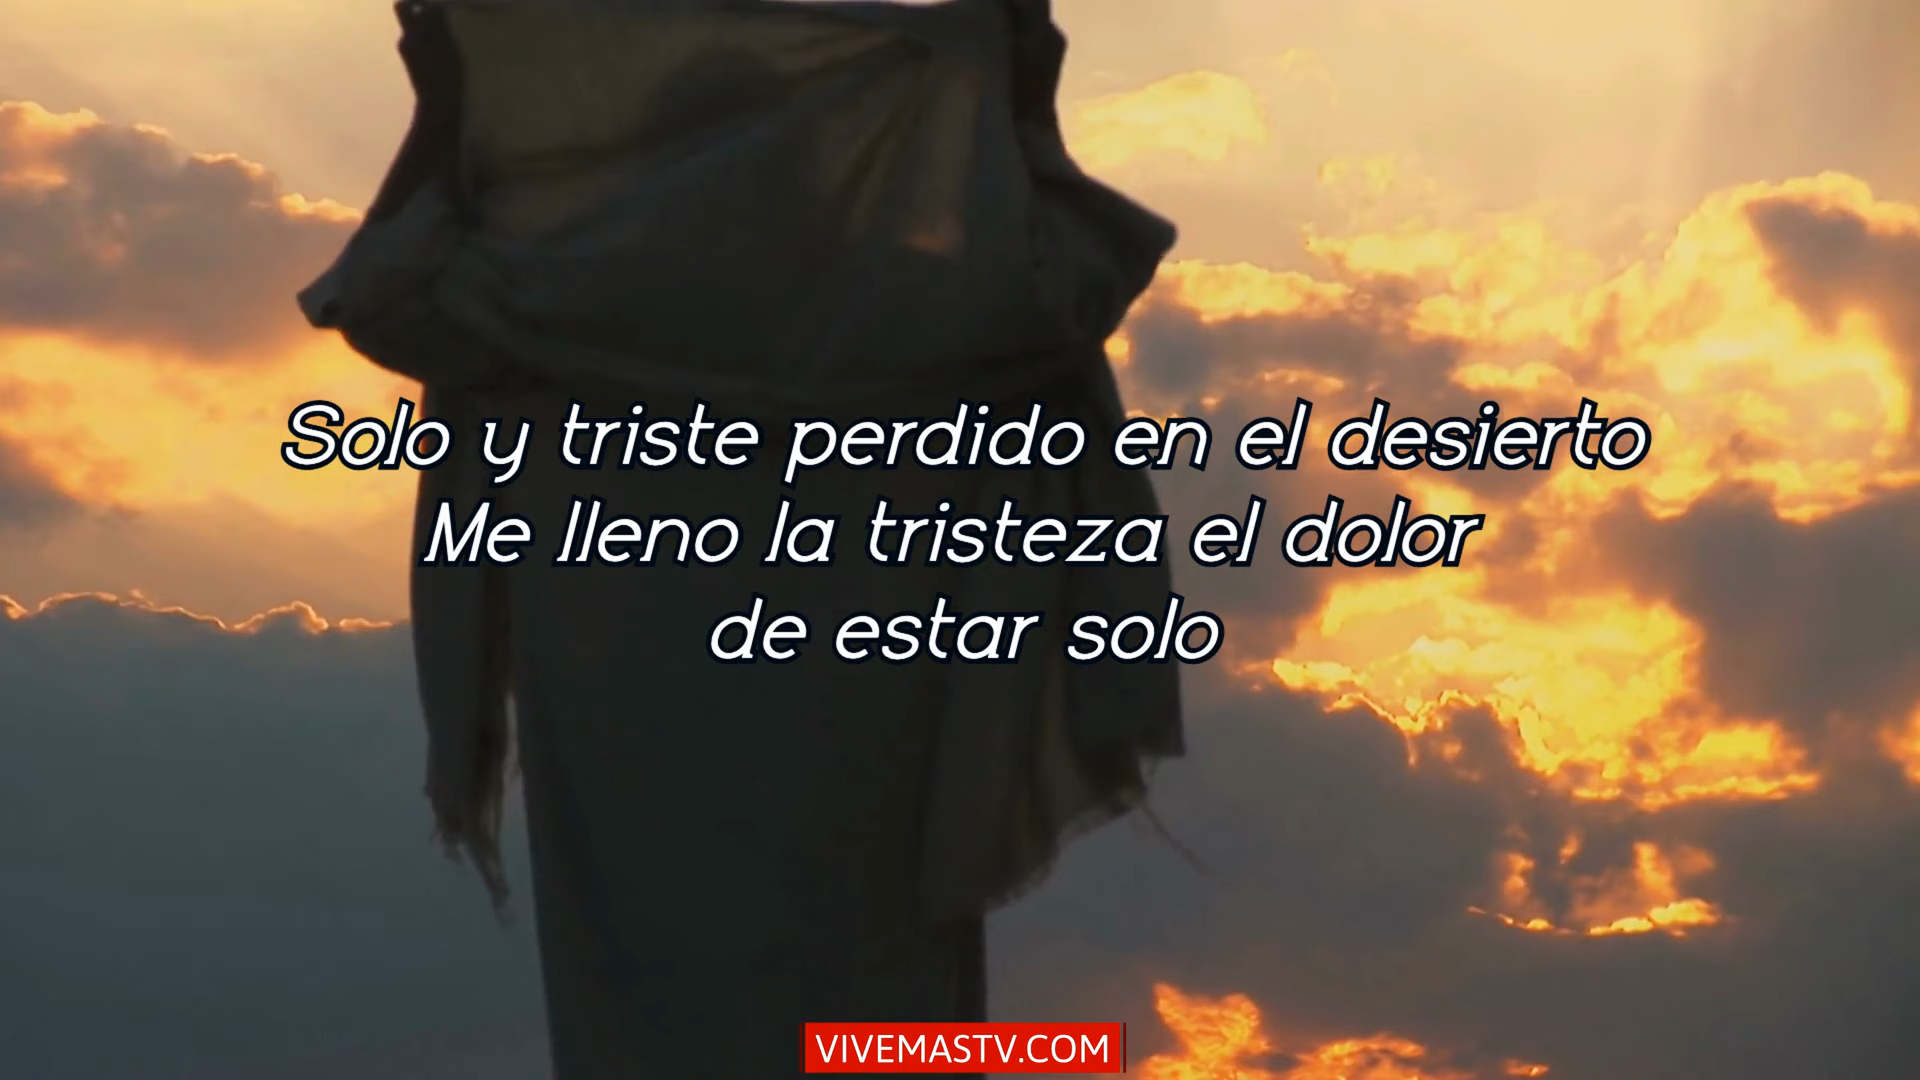 Solo y triste perdido en el desierto
Me lleno la tristeza el dolor
de estar solo
VIVEMASTV.COM